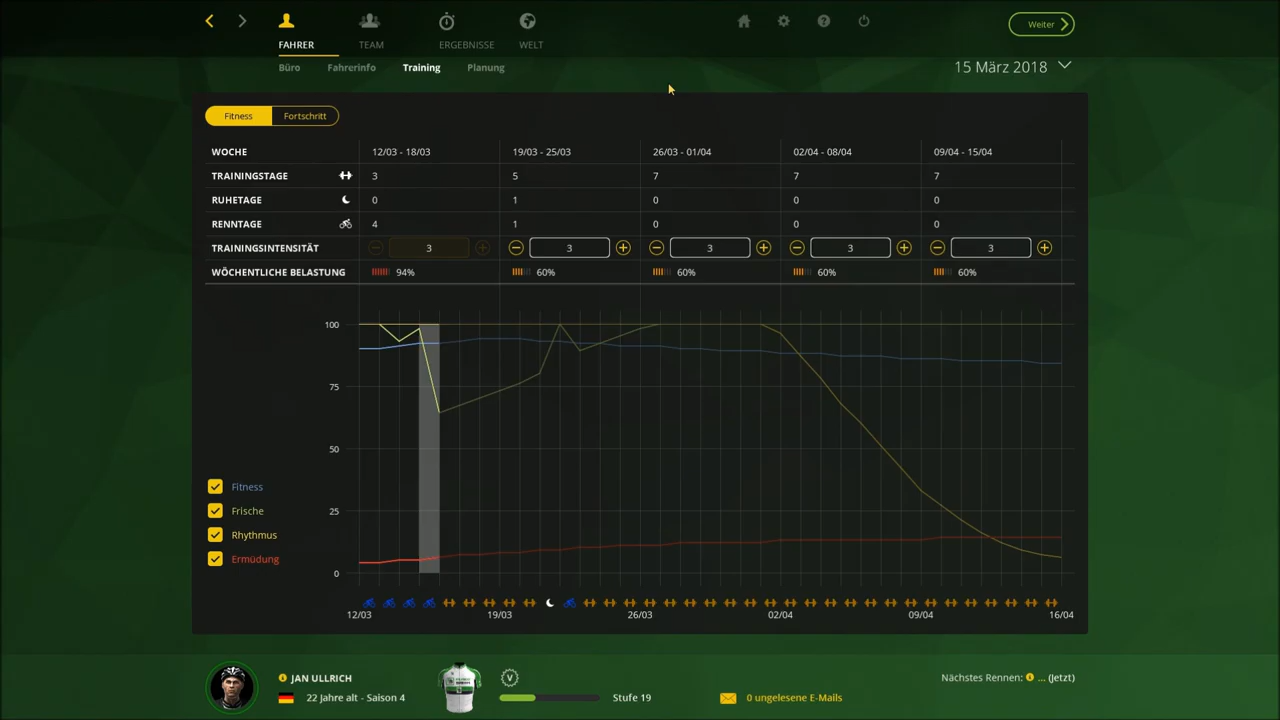 FAHRER TEAM ERGEBNISSE WELT
Weiter
Büro Fahrerinfo Training Planung
15 März 2018
Fitness Fortschritt
WOCHE 12/03 - 18/03 19/03 - 25/03 26/03 - 01/04 02/04 - 08/04 09/04 - 15/04
TRAININGSTAGE 3 5 7 7 7
RUHETAGE 0 1 0 0 0
RENNTAGE 4 1 0 0 0
TRAININGSINTENSITÄT 3 3 3 3 3
WÖCHENTLICHE BELASTUNG 94% 60% 60% 60% 60%
100
75
50
25
0
Fitness
Frische
Rhythmus
Ermüdung
12/03 19/03 26/03 02/04 09/04 16/04
JAN ULLRICH
22 Jahre alt - Saison 4
V
Stufe 19
0 ungelesene E-Mails
Nächstes Rennen: ... (Jetzt)